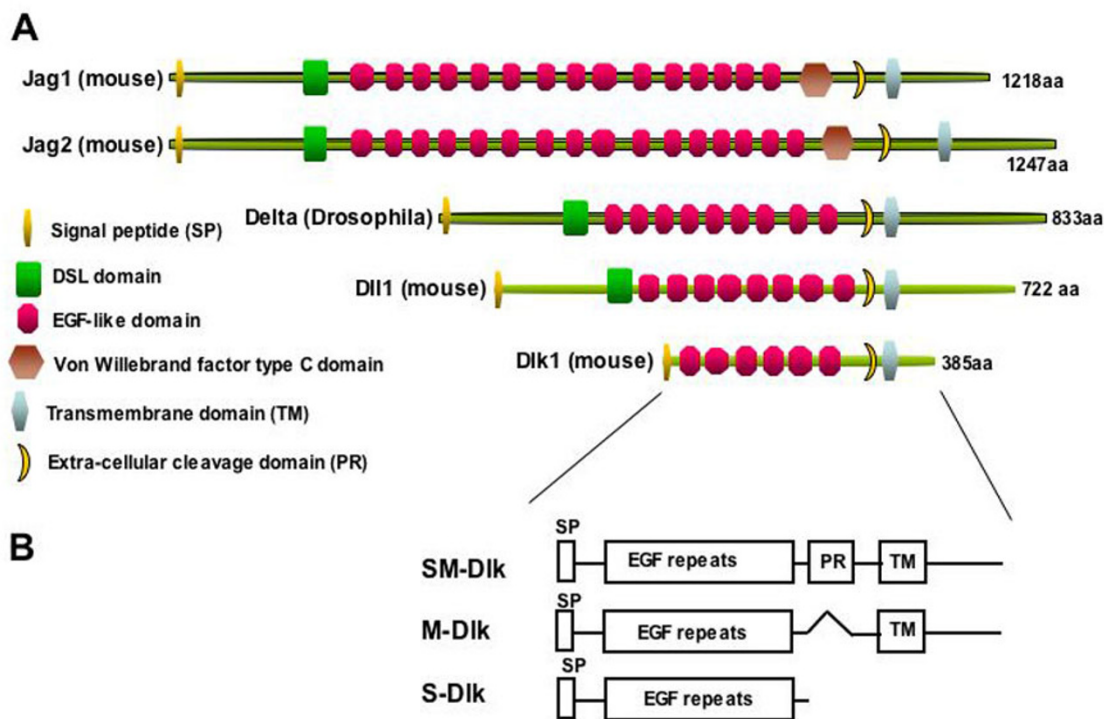 A
Jag1 (mouse)
1218aa
Jag2 (mouse)
1247aa
Delta (Drosophila)
833aa
Signal peptide (SP)
DSL domain
Dll1 (mouse)
722 aa
EGF-like domain
Von Willebrand factor type C domain
Dlk1 (mouse)
385aa
Transmembrane domain (TM)
Extra-cellular cleavage domain (PR)
B
SP
SM-Dlk
EGF repeats
PR
TM
SP
M-Dlk
EGF repeats
TM
SP
S-Dlk
EGF repeats